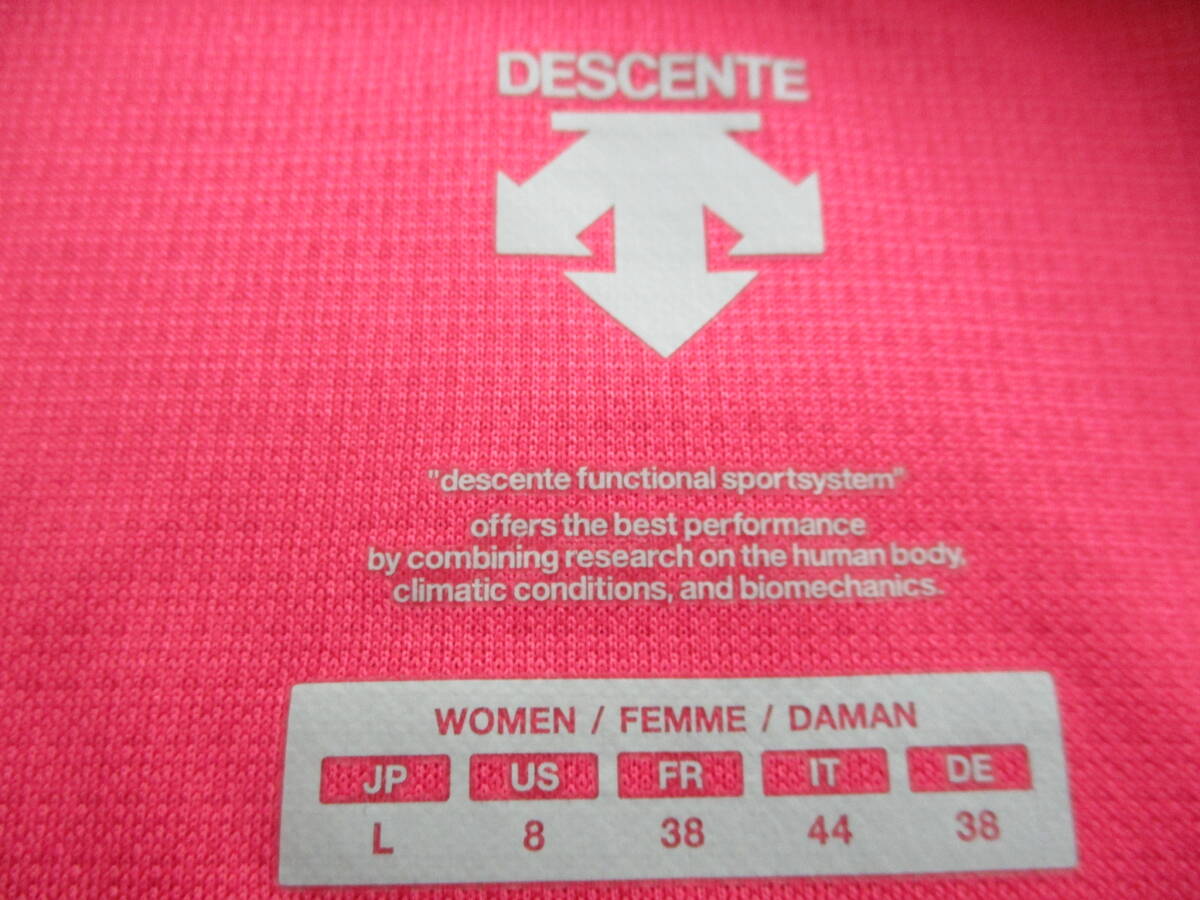 DESCENTE
"descente functional sportsystem"
offers the best performance
by combining research on the human body,
climatic conditions, and biomechanics.
WOMEN / FEMME / DAMAN
JP US FR IT DE
L 8 38 44 38